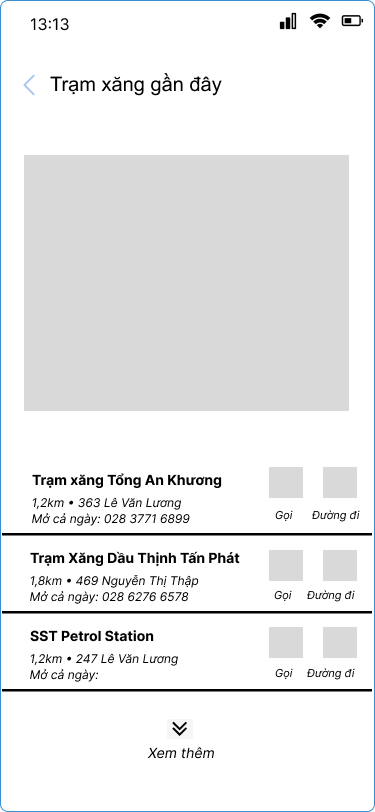 13:13
Trạm xăng gần đây
Trạm xăng Tổng An Khương
1,2km • 363 Lê Văn Lương
Mở cả ngày: 028 3771 6899
Gọi
Đường đi
Trạm Xăng Dầu Thịnh Tấn Phát
1,8km • 469 Nguyễn Thị Thập
Mở cả ngày: 028 6276 6578
Gọi
Đường đi
SST Petrol Station
1,2km • 247 Lê Văn Lương
Mở cả ngày:
Gọi
Đường đi
Xem thêm